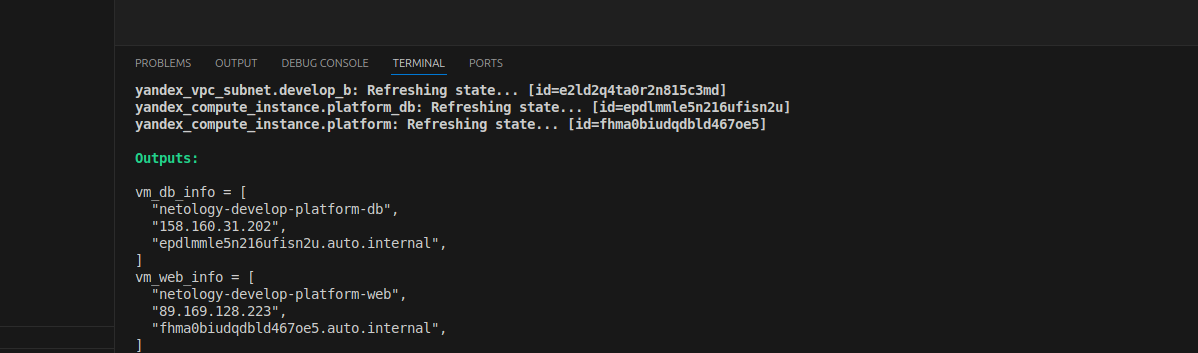 PROBLEMS OUTPUT DEBUG CONSOLE TERMINAL PORTS
yandex_vpc_subnet.develop_b: Refreshing state... [id=e2ld2q4ta0r2n815c3md]
yandex_compute_instance.platform_db: Refreshing state... [id=epdlmmle5n216ufisn2u]
yandex_compute_instance.platform: Refreshing state... [id=fhma0biudqdbld467oe5]
Outputs:
vm_db_info = [
"netology-develop-platform-db",
"158.160.31.202",
"epdlmmle5n216ufisn2u.auto.internal",
]
vm_web_info = [
"netology-develop-platform-web",
"89.169.128.223",
"fhma0biudqdbld467oe5.auto.internal",
]